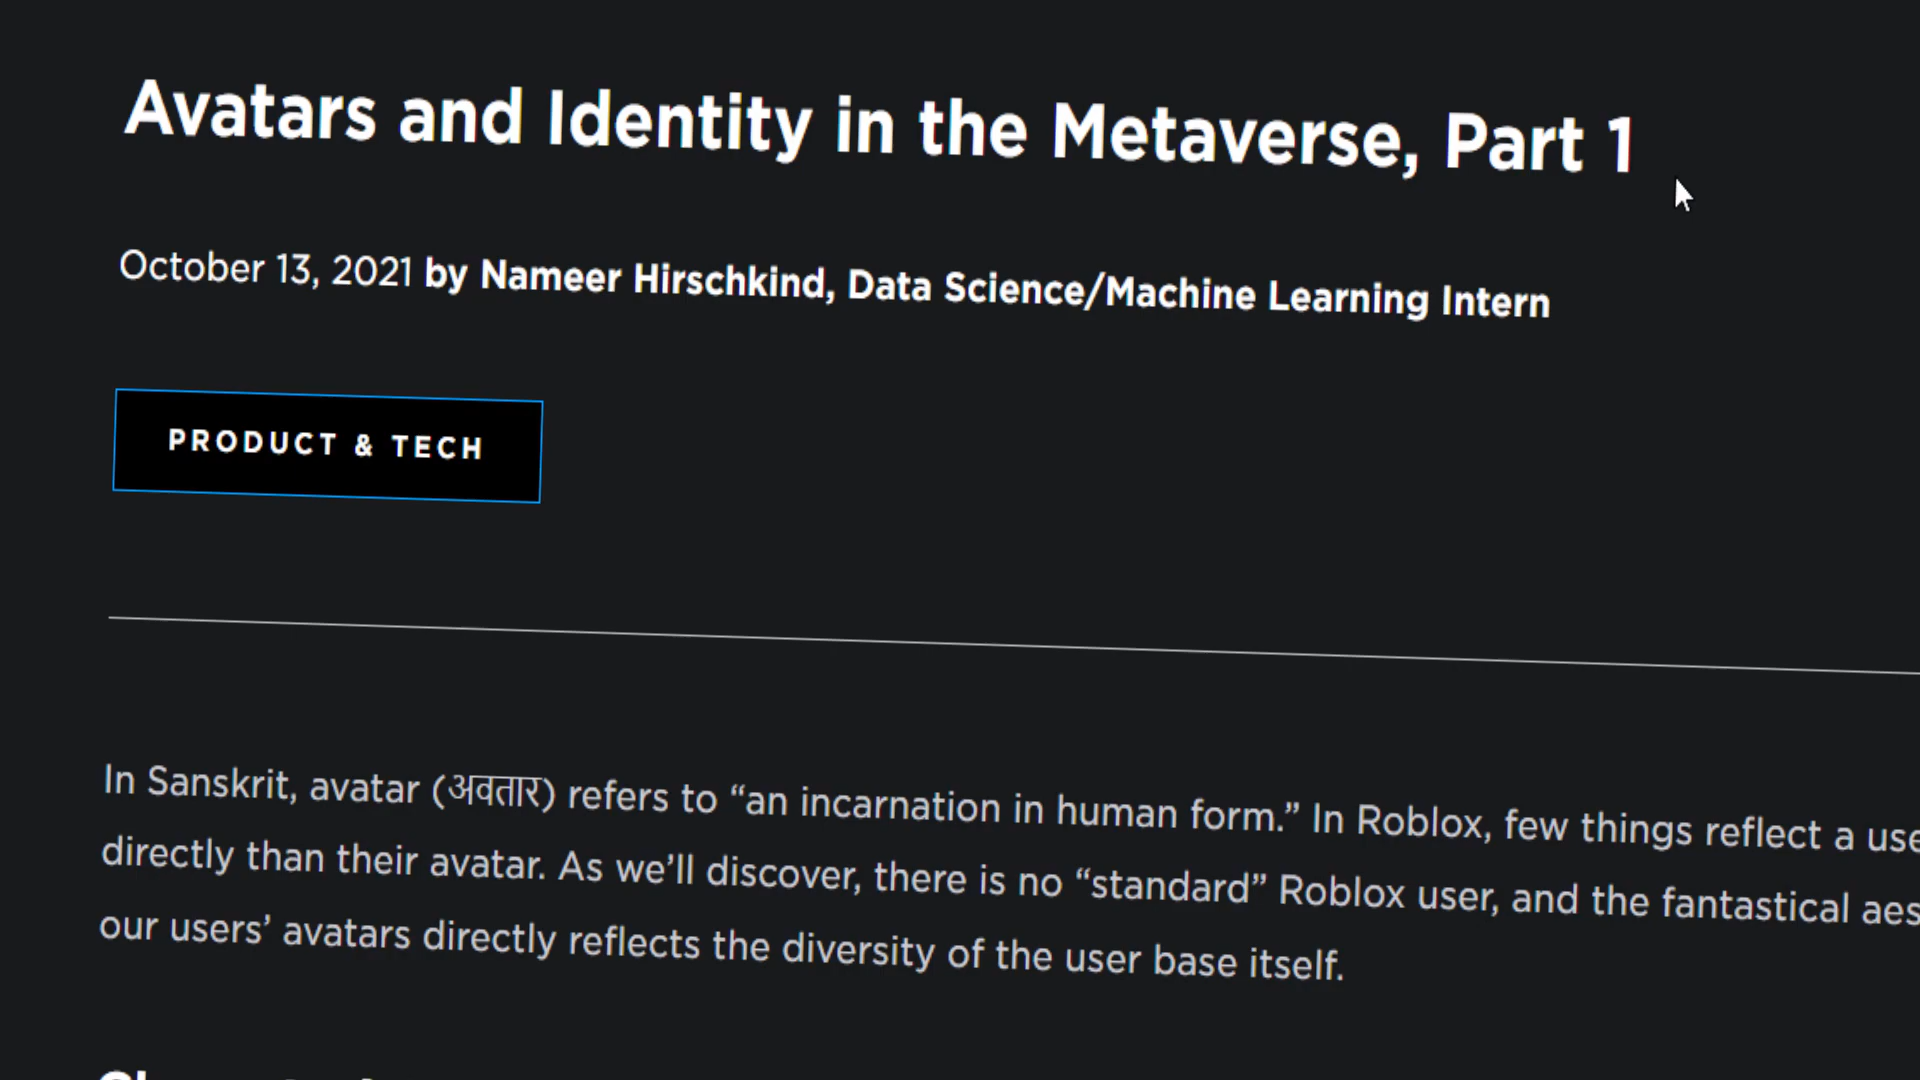 Avatars and Identity in the Metaverse, Part 1
October 13, 2021 by Nameer Hirschkind, Data Science/Machine Learning Intern
PRODUCT & TECH
In Sanskrit, avatar (अवतार) refers to “an incarnation in human form.” In Roblox, few things reflect a
directly than their avatar. As we’ll discover, there is no “standard” Roblox user, and the fantastical
our users’ avatars directly reflects the diversity of the user base itself.